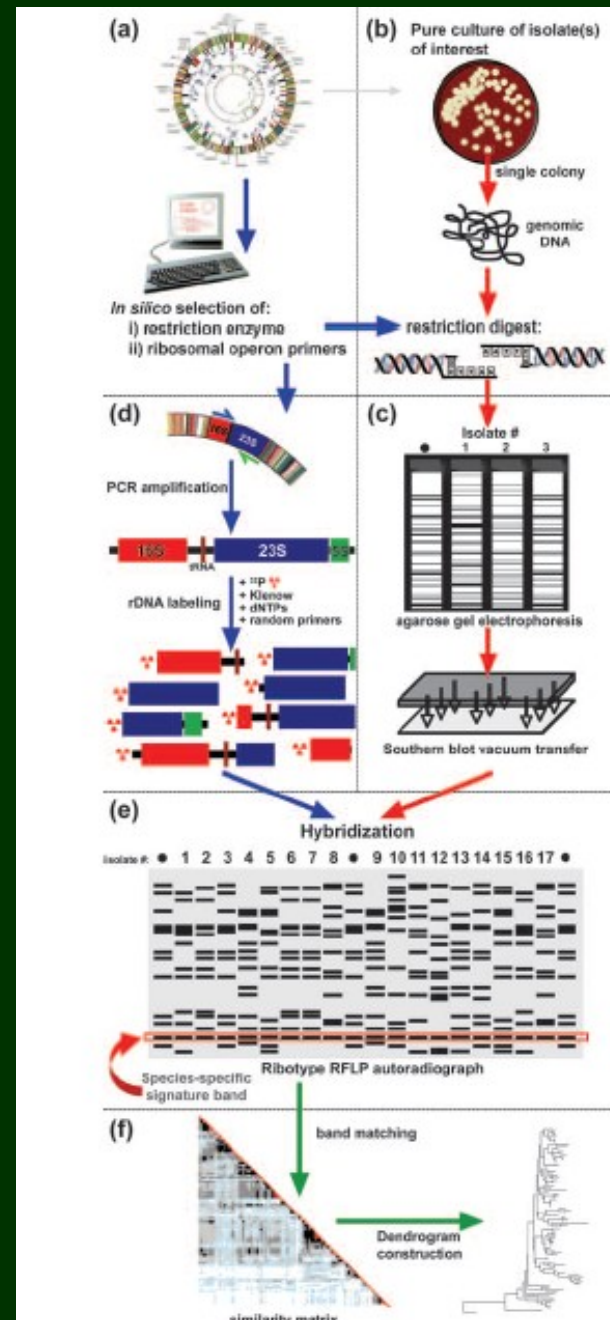 (a)
(b) Pure culture of isolate(s)
of interest
single colony
genomic
DNA
In silico selection of:
i) restriction enzyme
ii) ribosomal operon primers
restriction digest:
(d)
16S
23S
PCR amplification
16S
23S
5S
tRNA
rDNA labeling
+ ³²P
+ Klenow
+ dNTPs
+ random primers
(c)
Isolate #
● 1 2 3
agarose gel electrophoresis
Southern blot vacuum transfer
(e)
Hybridization
Isolate #: ● 1 2 3 4 5 6 7 8 ● 9 10 11 12 13 14 15 16 17 ●
Ribotype RFLP autoradiograph
Species-specific
signature band
(f)
band matching
Dendrogram
construction
similarity matrix